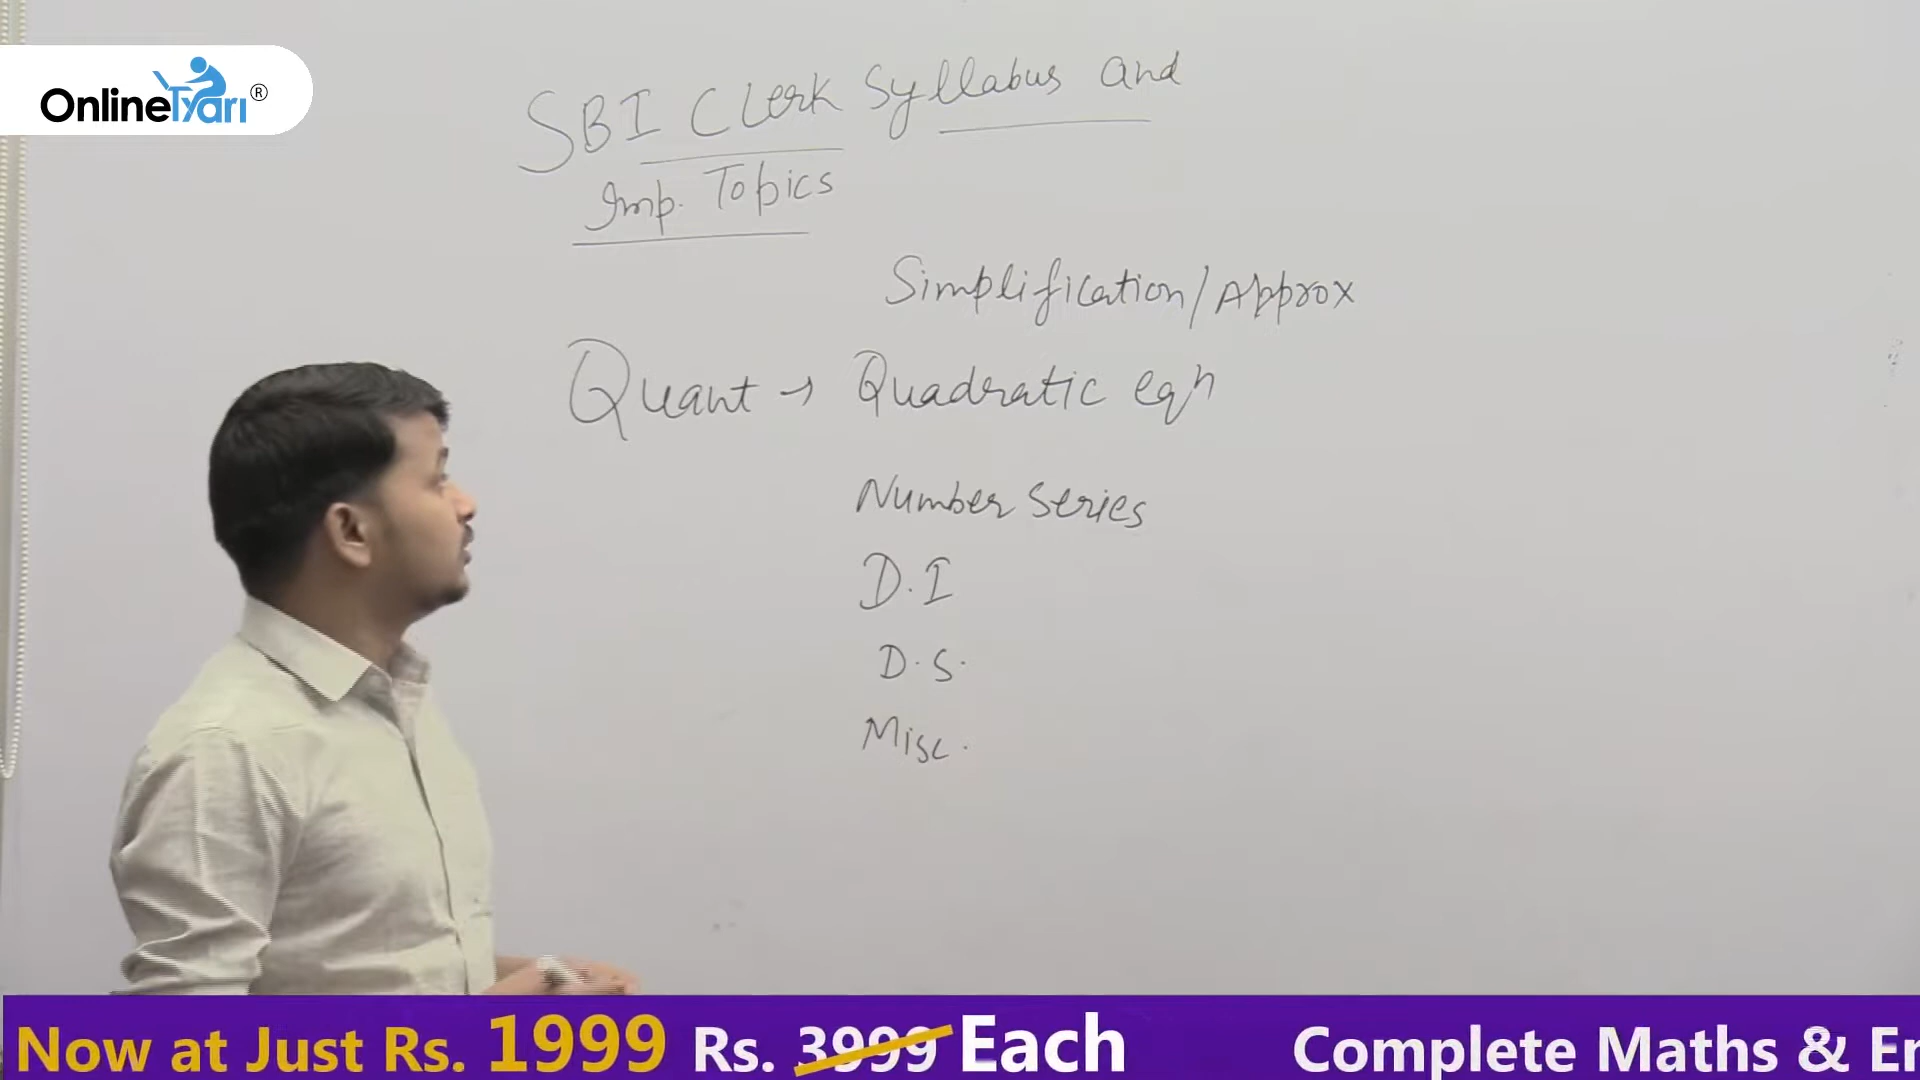 OnlineTyari®
SBI Clerk Syllabus and
Imp. Topics
Simplification/Approx
Quant → Quadratic eqn
Number Series
D.I
D.S.
Misc.
Now at Just Rs. 1999 Rs. 3999 Each Complete Maths & En